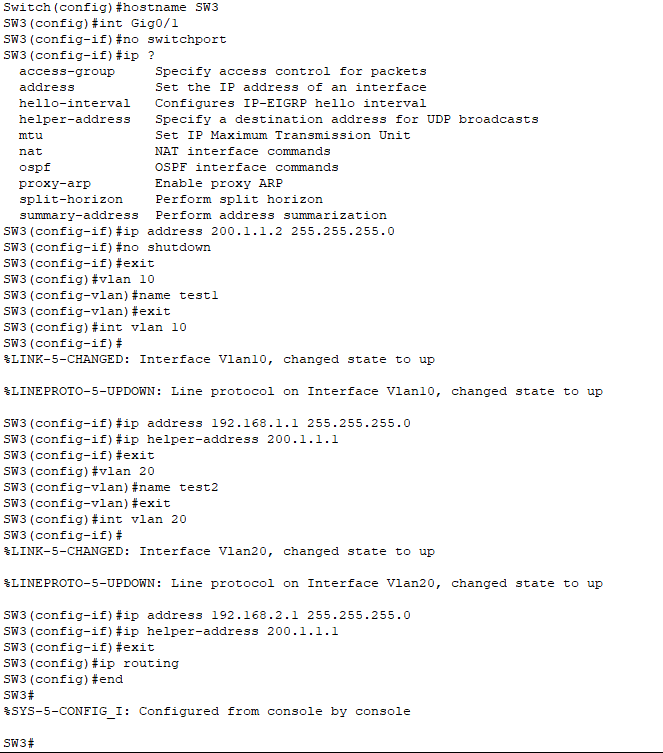 Switch(config)#hostname SW3
SW3(config)#int Gig0/1
SW3(config-if)#no switchport
SW3(config-if)#ip ?
  access-group     Specify access control for packets
  address          Set the IP address of an interface
  hello-interval   Configures IP-EIGRP hello interval
  helper-address   Specify a destination address for UDP broadcasts
  mtu              Set IP Maximum Transmission Unit
  nat              NAT interface commands
  ospf             OSPF interface commands
  proxy-arp        Enable proxy ARP
  split-horizon    Perform split horizon
  summary-address  Perform address summarization
SW3(config-if)#ip address 200.1.1.2 255.255.255.0
SW3(config-if)#no shutdown
SW3(config-if)#exit
SW3(config)#vlan 10
SW3(config-vlan)#name test1
SW3(config-vlan)#exit
SW3(config)#int vlan 10
SW3(config-if)#
%LINK-5-CHANGED: Interface Vlan10, changed state to up

%LINEPROTO-5-UPDOWN: Line protocol on Interface Vlan10, changed state to up

SW3(config-if)#ip address 192.168.1.1 255.255.255.0
SW3(config-if)#ip helper-address 200.1.1.1
SW3(config-if)#exit
SW3(config)#vlan 20
SW3(config-vlan)#name test2
SW3(config-vlan)#exit
SW3(config)#int vlan 20
SW3(config-if)#
%LINK-5-CHANGED: Interface Vlan20, changed state to up

%LINEPROTO-5-UPDOWN: Line protocol on Interface Vlan20, changed state to up

SW3(config-if)#ip address 192.168.2.1 255.255.255.0
SW3(config-if)#ip helper-address 200.1.1.1
SW3(config-if)#exit
SW3(config)#ip routing
SW3(config)#end
SW3#
%SYS-5-CONFIG_I: Configured from console by console

SW3#